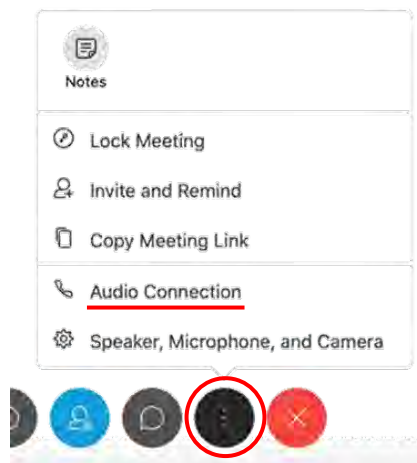 Notes
Lock Meeting
Invite and Remind
Copy Meeting Link
Audio Connection
Speaker, Microphone, and Camera